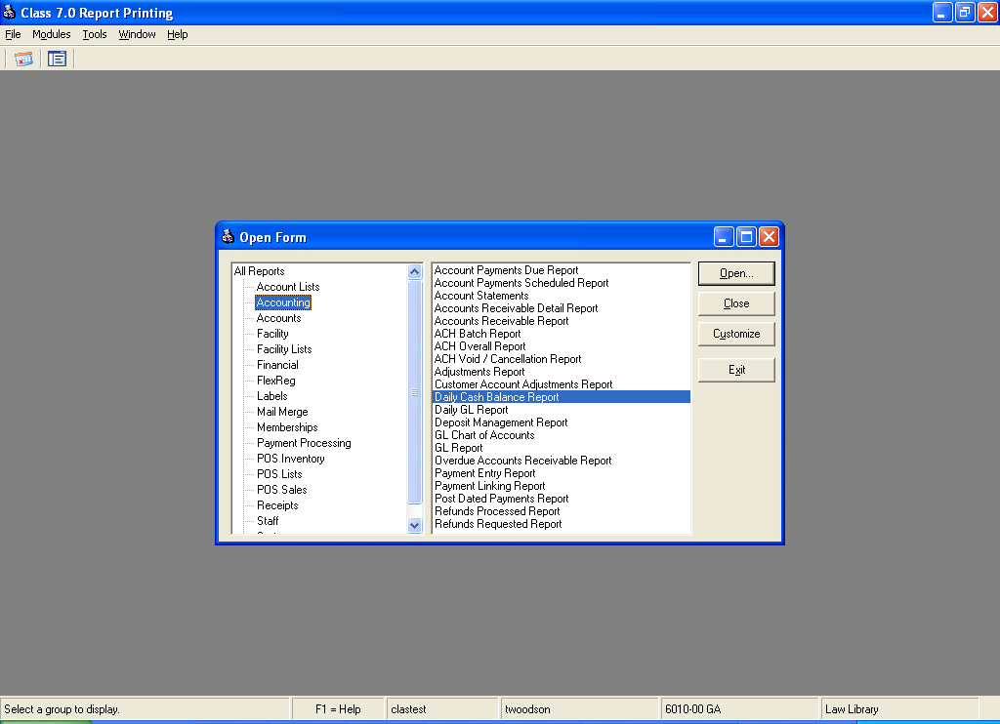 Class 7.0 Report Printing
File Modules Tools Window Help
Open Form
All Reports
Account Lists
Accounting
Accounts
Facility
Facility Lists
Financial
FlexReg
Labels
Mail Merge
Memberships
Payment Processing
POS Inventory
POS Lists
POS Sales
Receipts
Staff
Account Payments Due Report
Account Payments Scheduled Report
Account Statements
Accounts Receivable Detail Report
Accounts Receivable Report
ACH Batch Report
ACH Overall Report
ACH Void / Cancellation Report
Adjustments Report
Customer Account Adjustments Report
Daily Cash Balance Report
Daily GL Report
Deposit Management Report
GL Chart of Accounts
GL Report
Overdue Accounts Receivable Report
Payment Entry Report
Payment Linking Report
Post Dated Payments Report
Refunds Processed Report
Refunds Requested Report
Open...
Close
Customize
Exit
Select a group to display. F1 = Help clastest twoodson 6010-00 GA Law Library